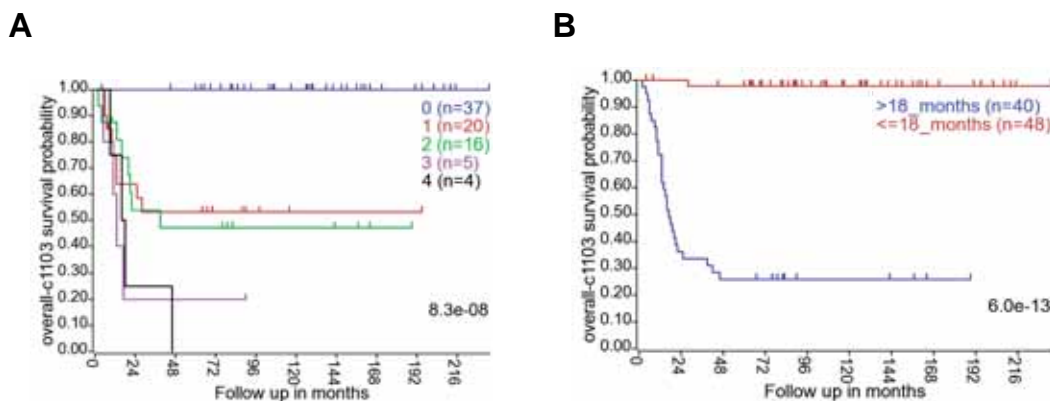 A
B
overall-c1103 survival probability
1.00
0.90
0.80
0.70
0.60
0.50
0.40
0.30
0.20
0.10
0.00
0 (n=37)
1 (n=20)
2 (n=16)
3 (n=5)
4 (n=4)
8.3e-08
0
24
48
72
96
120
144
168
192
216
Follow up in months
overall-c1103 survival probability
1.00
0.90
0.80
0.70
0.60
0.50
0.40
0.30
0.20
0.10
0.00
>18_months (n=40)
<=18_months (n=48)
6.0e-13
0
24
48
72
96
120
144
168
192
216
Follow up in months